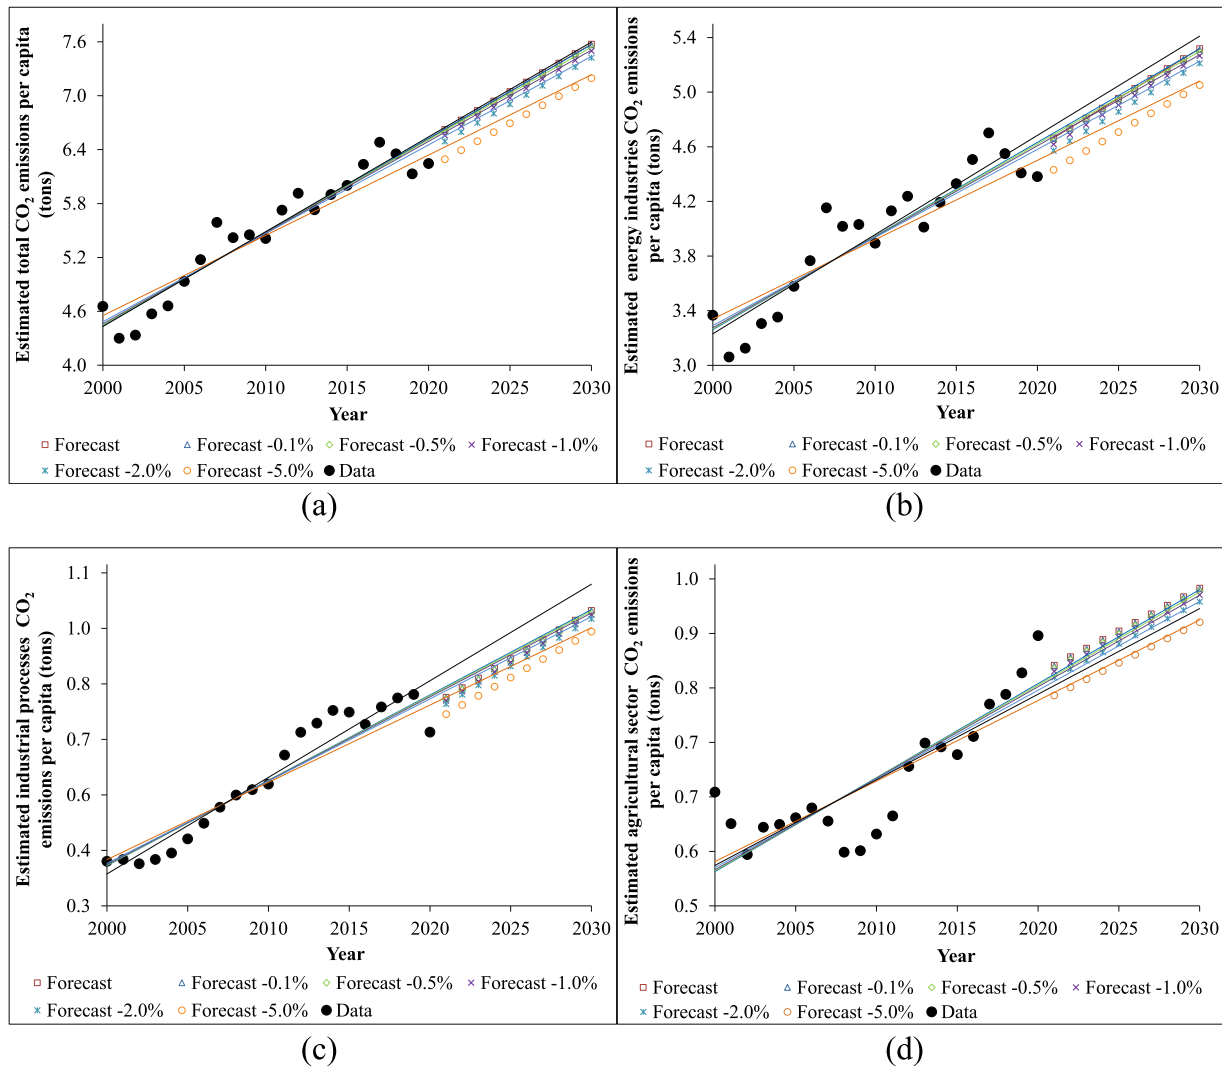 Estimated total CO2 emissions per capita
(tons)
7.6
7.0
6.4
5.8
5.2
4.6
4.0
2000 2005 2010 2015 2020 2025 2030
Year
Forecast Forecast -0.1% Forecast -0.5% Forecast -1.0%
Forecast -2.0% Forecast -5.0% Data
(a)
Estimated energy industries CO2 emissions
per capita (tons)
5.4
5.0
4.6
4.2
3.8
3.4
3.0
2000 2005 2010 2015 2020 2025 2030
Year
Forecast Forecast -0.1% Forecast -0.5% Forecast -1.0%
Forecast -2.0% Forecast -5.0% Data
(b)
Estimated industrial processes CO2
emissions per capita (tons)
1.1
1.0
0.8
0.7
0.6
0.4
0.3
2000 2005 2010 2015 2020 2025 2030
Year
Forecast Forecast -0.1% Forecast -0.5% Forecast -1.0%
Forecast -2.0% Forecast -5.0% Data
(c)
Estimated agricultural sector CO2 emissions
per capita (tons)
1.0
0.9
0.8
0.7
0.7
0.6
0.5
2000 2005 2010 2015 2020 2025 2030
Year
Forecast Forecast -0.1% Forecast -0.5% Forecast -1.0%
Forecast -2.0% Forecast -5.0% Data
(d)